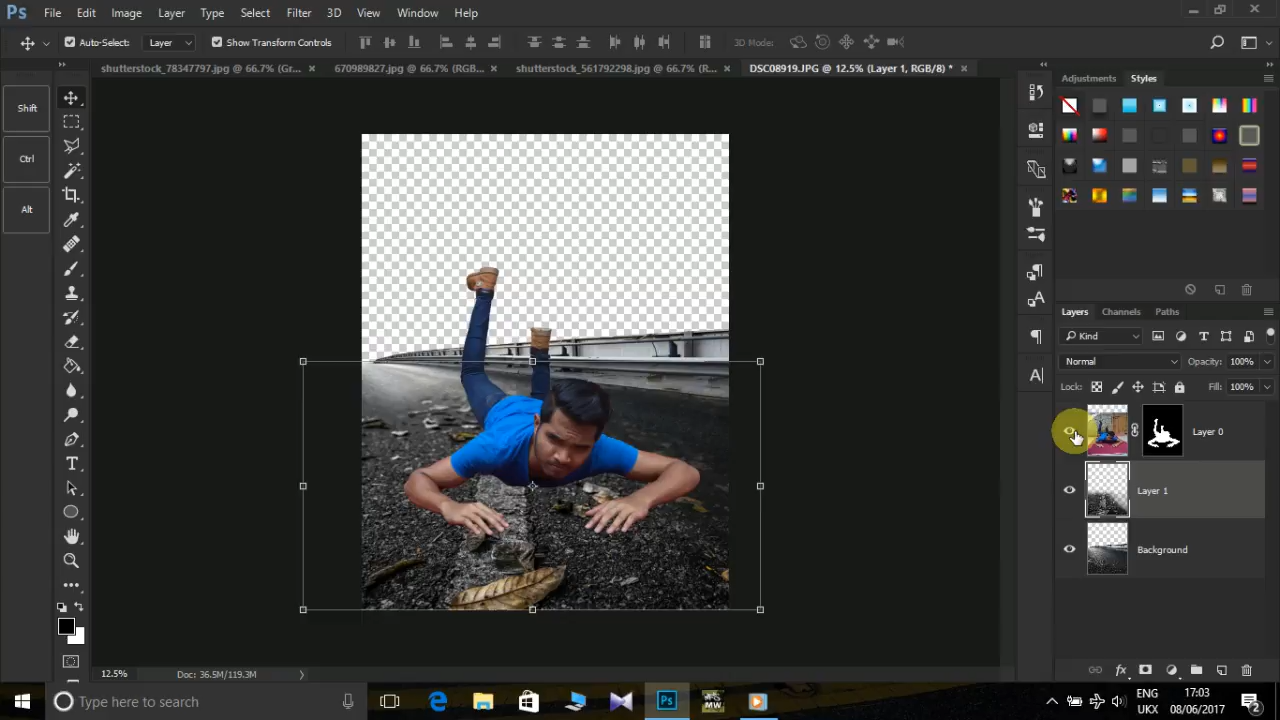 Ps File Edit Image Layer Type Select Filter 3D View Window Help
Auto-Select: Layer Show Transform Controls 3D Mode:
shutterstock_78347797.jpg @ 66.7% (Gr... × 670989827.jpg @ 66.7% (RGB... × shutterstock_561792298.jpg @ 66.7% (R... × DSC08919.JPG @ 12.5% (Layer 1, RGB/8) * ×
Shift
Ctrl
Alt
Adjustments Styles
Layers Channels Paths
Kind
Normal Opacity: 100%
Lock: Fill: 100%
Layer 0
Layer 1
Background
12.5% Doc: 36.5M/119.3M
Type here to search
Ps
MW
ENG
UKX
17:03
08/06/2017
2